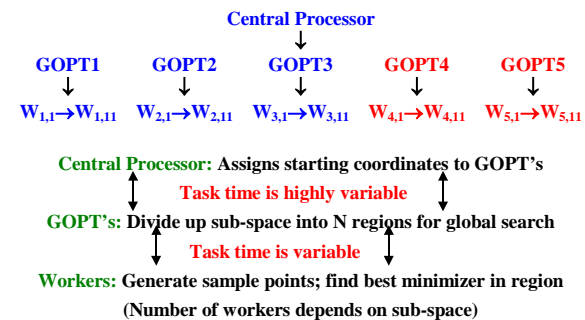 Central Processor
GOPT1 GOPT2 GOPT3 GOPT4 GOPT5
W1,1→W1,11 W2,1→W2,11 W3,1→W3,11 W4,1→W4,11 W5,1→W5,11
Central Processor: Assigns starting coordinates to GOPT's
Task time is highly variable
GOPT's: Divide up sub-space into N regions for global search
Task time is variable
Workers: Generate sample points; find best minimizer in region
(Number of workers depends on sub-space)